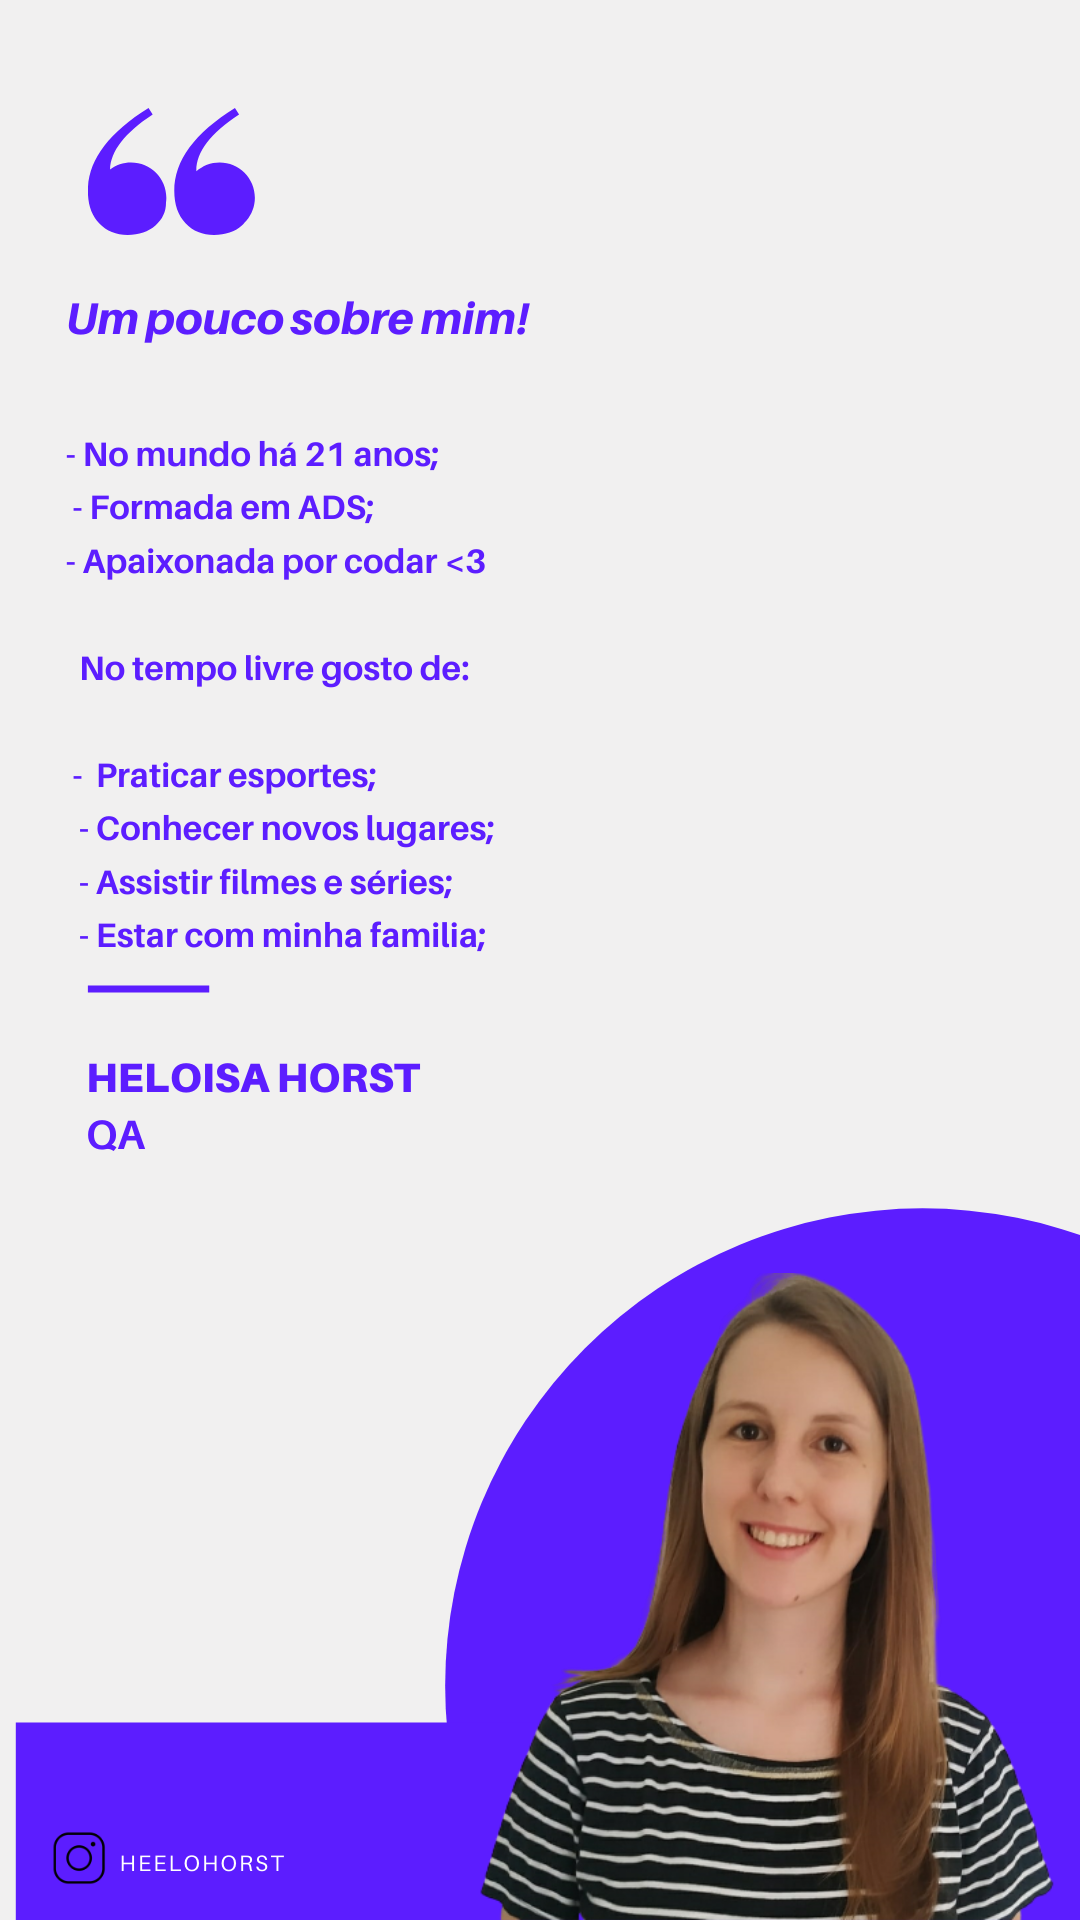 Um pouco sobre mim!
- No mundo há 21 anos;
- Formada em ADS;
- Apaixonada por codar <3
No tempo livre gosto de:
- Praticar esportes;
- Conhecer novos lugares;
- Assistir filmes e séries;
- Estar com minha familia;
HELOISA HORST
QA
HEELOHORST